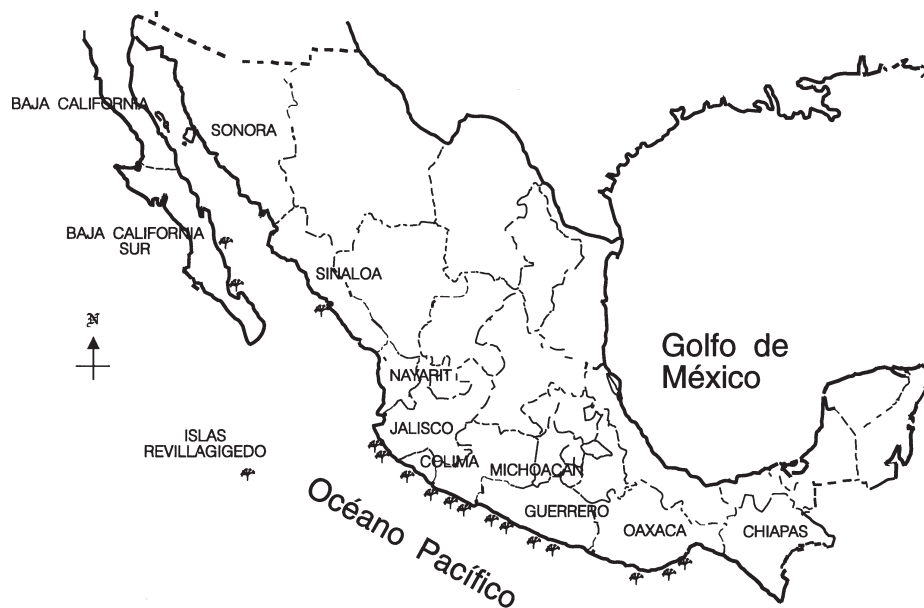 BAJA CALIFORNIA
SONORA
BAJA CALIFORNIA
SUR
SINALOA
N
Golfo de
México
NAYARIT
JALISCO
ISLAS
REVILLAGIGEDO
COLIMA
MICHOACAN
Océano Pacífico
GUERRERO
OAXACA
CHIAPAS